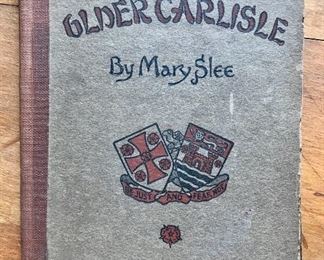 OLDER CARLISLE
By Mary Slee
BE JUST AND FEAR NOT